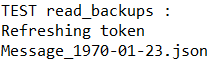 TEST read_backups :
Refreshing token
Message_1970-01-23.json